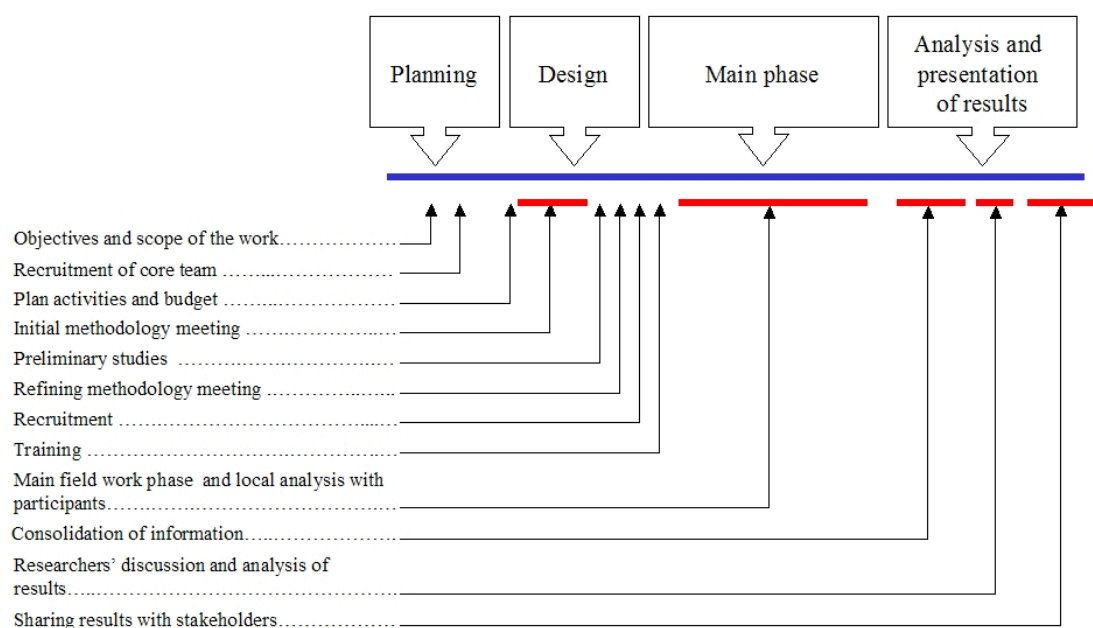 Planning
Design
Main phase
Analysis and
presentation
of results
Objectives and scope of the work………………
Recruitment of core team ……...………………
Plan activities and budget ……...………………
Initial methodology meeting …….……………..…
Preliminary studies …….……………..…
Refining methodology meeting ……………..…..
Recruitment …….……………………………...…
Training ……………………………………..…
Main field work phase  and local analysis with
participants…….…….…………………….…….
Consolidation of information…..…………………
Researchers’ discussion and analysis of
results…..……………………………………….
Sharing results with stakeholders………………